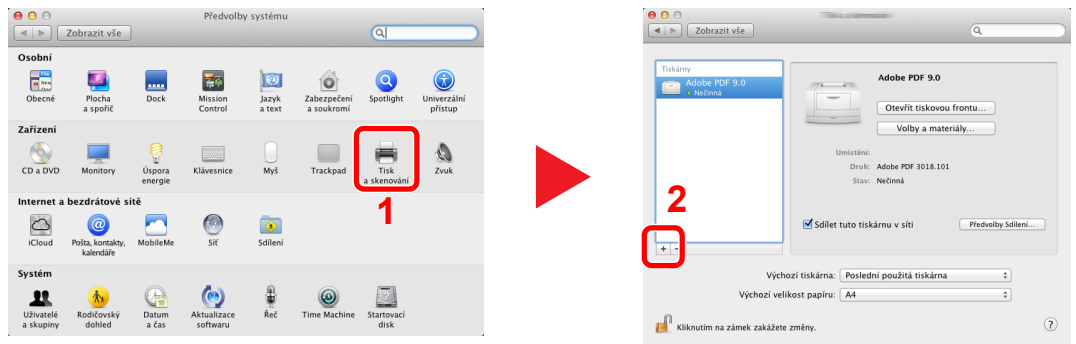 Předvolby systému
Zobrazit vše
Osobní
Obecné
Plocha
a spořič
Dock
Mission
Control
Jazyk
a text
Zabezpečení
a soukromí
Spotlight
Univerzální
přístup
Zařízení
CD a DVD
Monitory
Úspora
energie
Klávesnice
Myš
Trackpad
Tisk
a skenování
Zvuk
1
Internet a bezdrátové sítě
iCloud
Pošta, kontakty,
kalendáře
MobileMe
Síť
Sdílení
Systém
Uživatelé
a skupiny
Rodičovský
dohled
Datum
a čas
Aktualizace
softwaru
Řeč
Time Machine
Startovací
disk
Zobrazit vše
Tiskárny
Adobe PDF 9.0
Nečinná
2
+ -
Adobe PDF 9.0
Otevřít tiskovou frontu...
Volby a materiály...
Umístění:
Druh: Adobe PDF 3018.101
Stav: Nečinná
Sdílet tuto tiskárnu v síti
Předvolby Sdílení...
Výchozí tiskárna: Poslední použitá tiskárna
Výchozí velikost papíru: A4
Kliknutím na zámek zakážete změny.
?